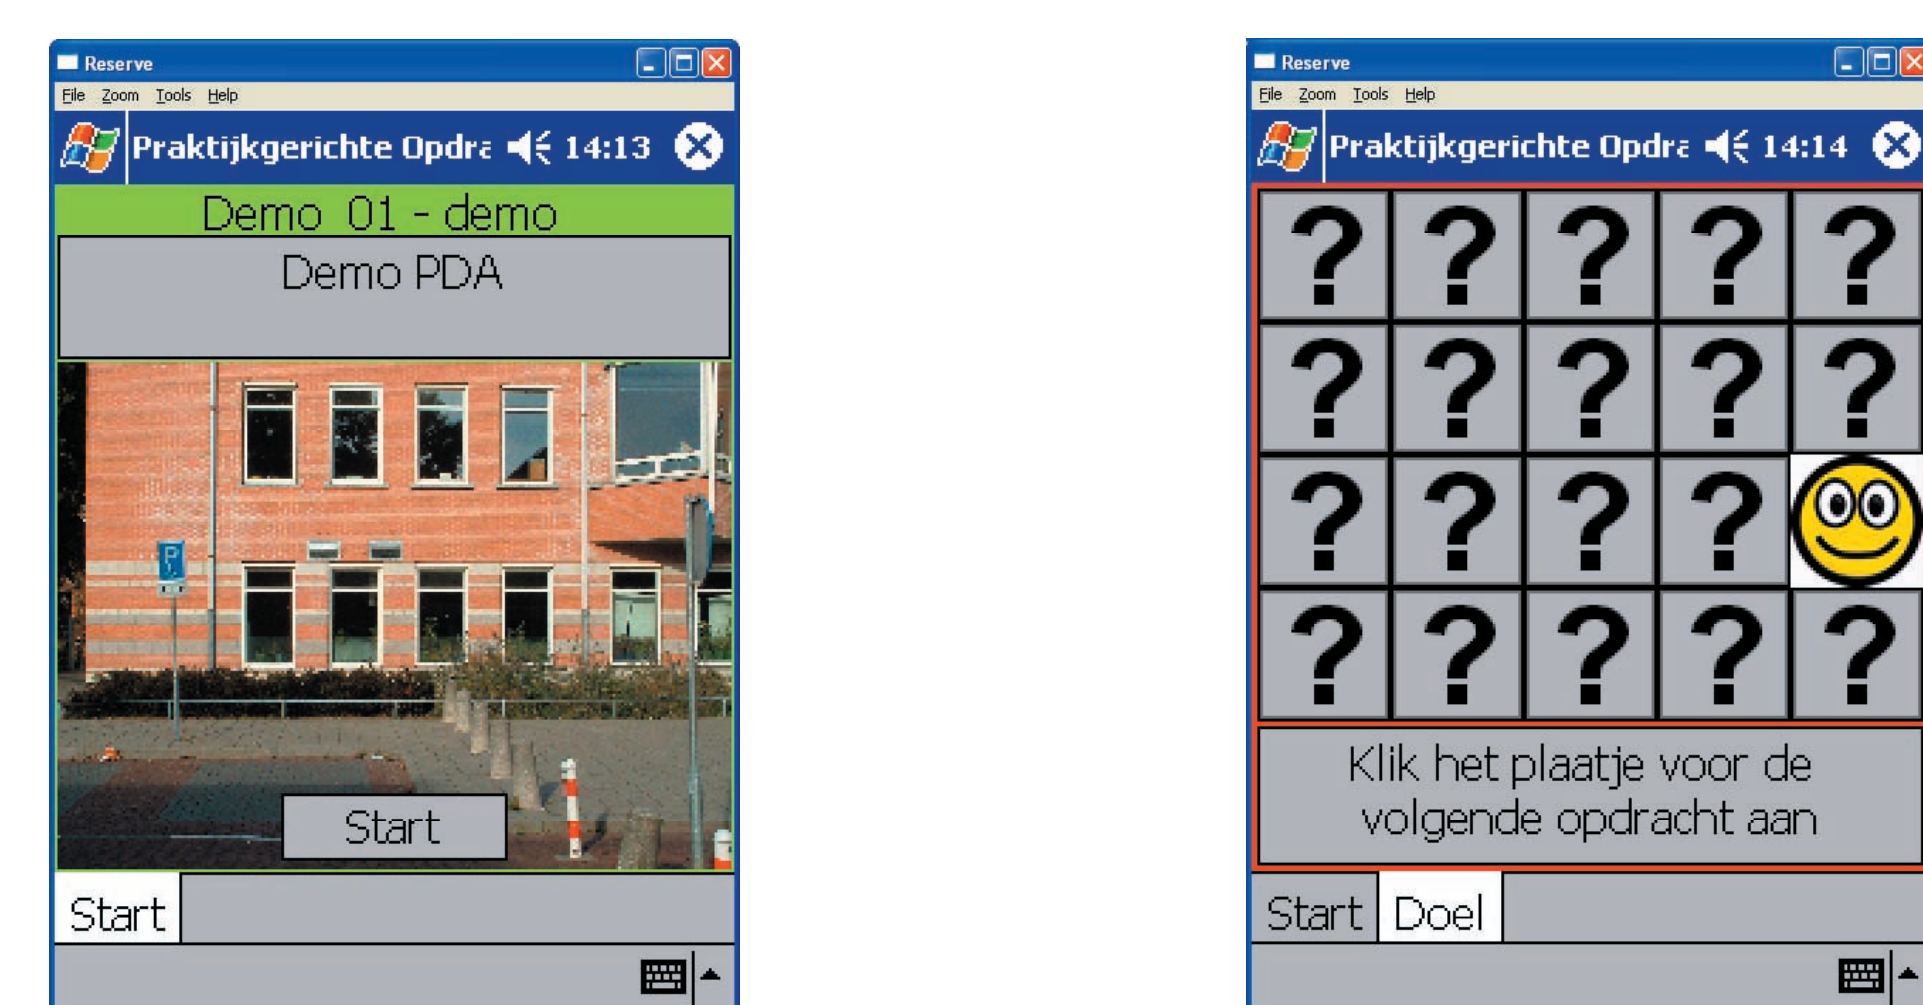 Reserve
File Zoom Tools Help
Praktijkgerichte Opdra 14:13
Demo 01 - demo
Demo PDA
P
Start
Start
Reserve
File Zoom Tools Help
Praktijkgerichte Opdra 14:14
? ? ? ? ?
? ? ? ? ?
? ? ? ?
? ? ? ? ?
Klik het plaatje voor de
volgende opdracht aan
Start Doel